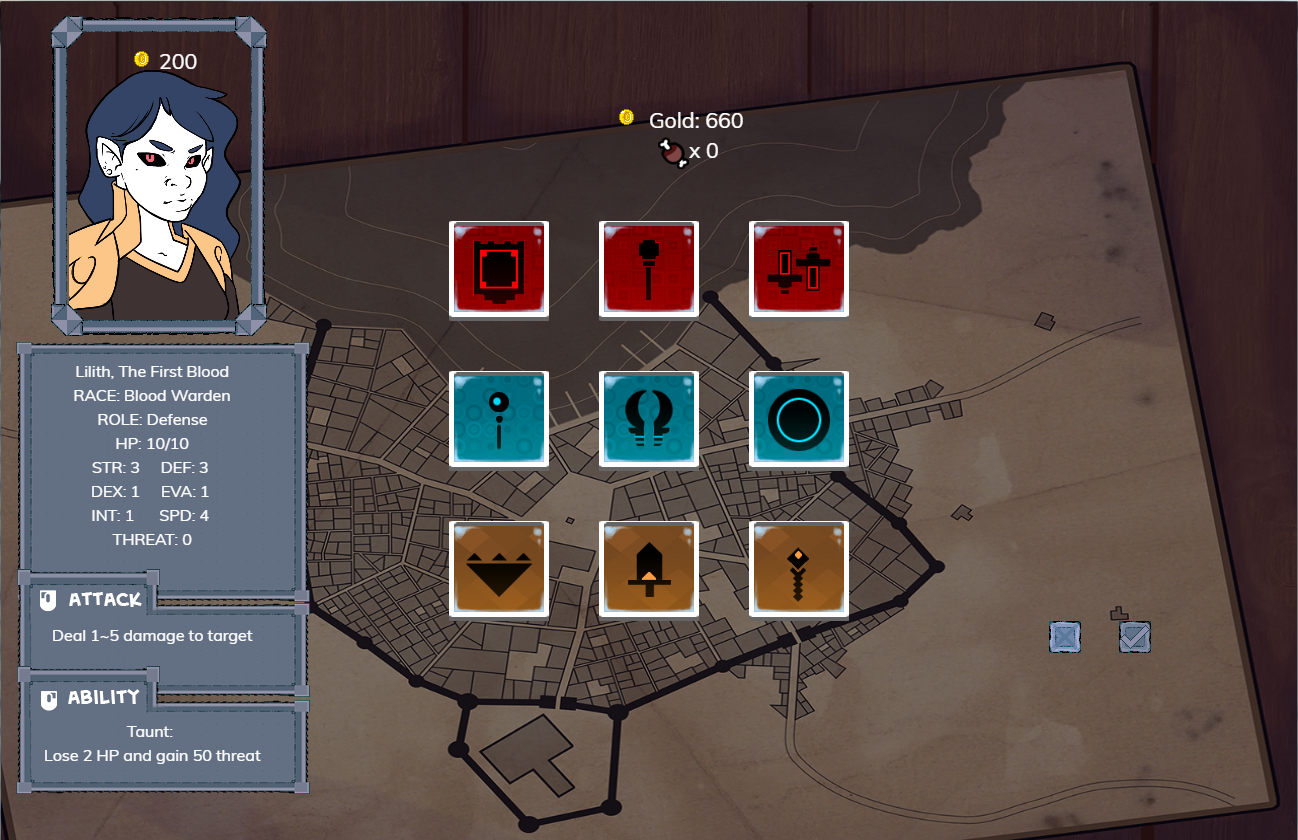 200
Gold: 660
x 0
Lilith, The First Blood
RACE: Blood Warden
ROLE: Defense
HP: 10/10
STR: 3 DEF: 3
DEX: 1 EVA: 1
INT: 1 SPD: 4
THREAT: 0
ATTACK
Deal 1~5 damage to target
ABILITY
Taunt:
Lose 2 HP and gain 50 threat